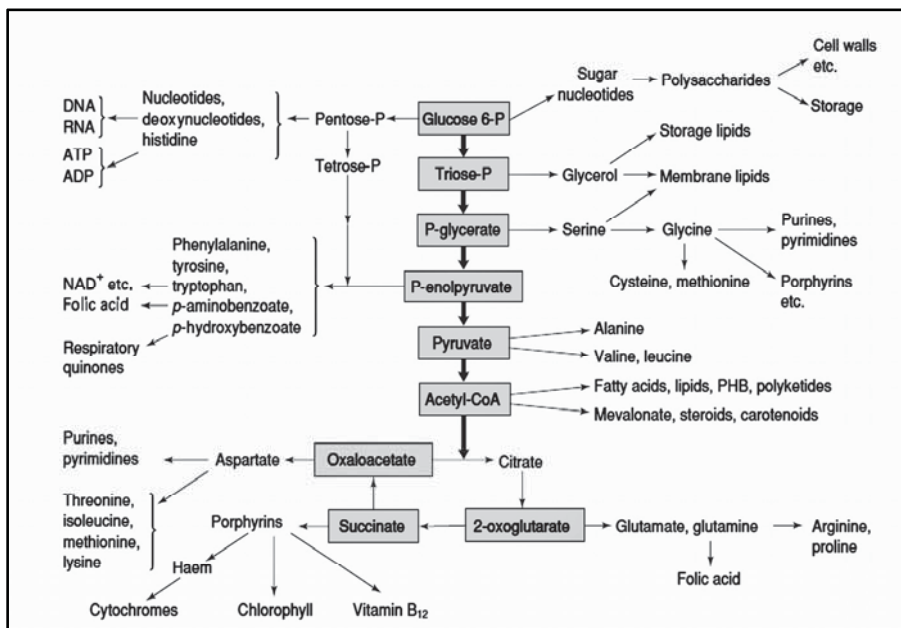 Cell walls
etc.
Sugar
nucleotides
Polysaccharides
Storage
DNA
RNA
Nucleotides,
deoxynucleotides,
histidine
ATP
ADP
Pentose-P
Glucose 6-P
Tetrose-P
Storage lipids
Triose-P
Glycerol
Membrane lipids
P-glycerate
Serine
Glycine
Purines,
pyrimidines
Cysteine, methionine
Porphyrins
etc.
Phenylalanine,
tyrosine,
tryptophan,
p-aminobenzoate,
p-hydroxybenzoate
NAD⁺ etc.
Folic acid
Respiratory
quinones
P-enolpyruvate
Pyruvate
Alanine
Valine, leucine
Acetyl-CoA
Fatty acids, lipids, PHB, polyketides
Mevalonate, steroids, carotenoids
Purines,
pyrimidines
Aspartate
Oxaloacetate
Citrate
Threonine,
isoleucine,
methionine,
lysine
Porphyrins
Succinate
2-oxoglutarate
Glutamate, glutamine
Arginine,
proline
Haem
Folic acid
Cytochromes
Chlorophyll
Vitamin B₁₂